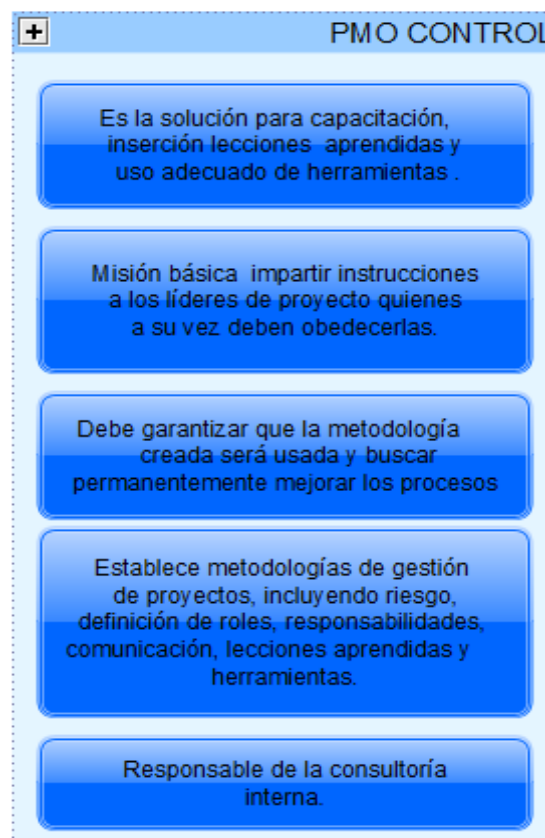 PMO CONTROL
Es la solución para capacitación,
inserción lecciones aprendidas y
uso adecuado de herramientas .
Misión básica impartir instrucciones
a los líderes de proyecto quienes
a su vez deben obedecerlas.
Debe garantizar que la metodología
creada será usada y buscar
permanentemente mejorar los procesos
Establece metodologías de gestión
de proyectos, incluyendo riesgo,
definición de roles, responsabilidades,
comunicación, lecciones aprendidas y
herramientas.
Responsable de la consultoría
interna.